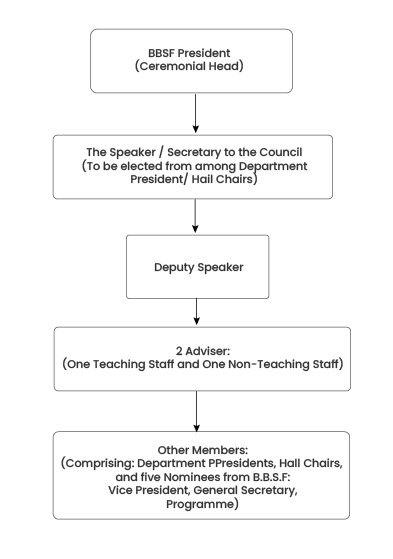 BBSF President
(Ceremonial Head)
The Speaker / Secretary to the Council
(To be elected from among Department
President/ Hail Chairs)
Deputy Speaker
2 Adviser:
(One Teaching Staff and One Non-Teaching Staff)
Other Members:
(Comprising: Department PPresidents, Hall Chairs,
and five Nominees from B.B.S.F:
Vice President, General Secretary,
Programme)